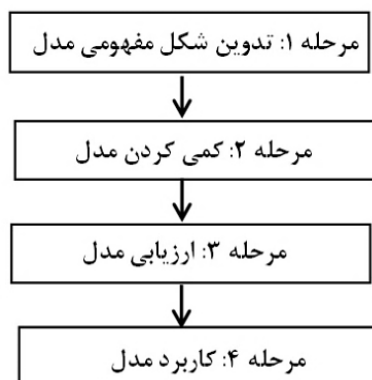 مرحله ۱: تدوین شکل مفهومی مدل
مرحله ۲: کمی کردن مدل
مرحله ۳: ارزیابی مدل
مرحله ۴: کاربرد مدل